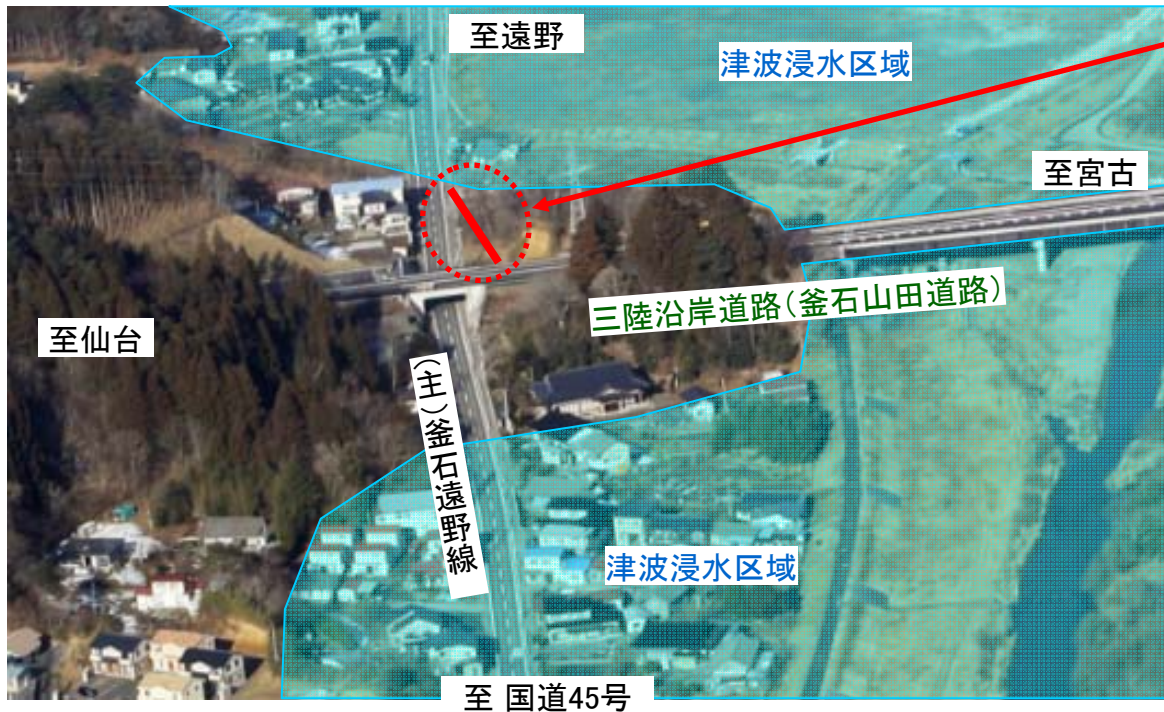 至遠野
津波浸水区域
至宮古
三陸沿岸道路(釜石山田道路)
至仙台
(主)釜石遠野線
津波浸水区域
至 国道45号